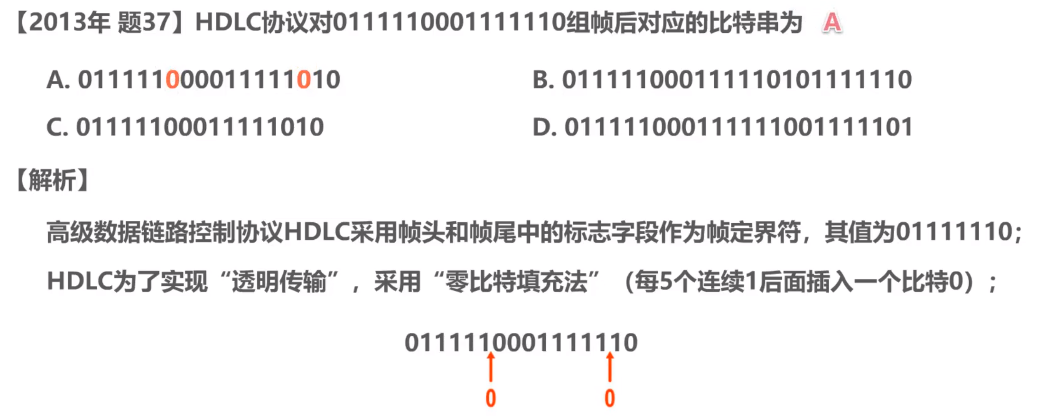 【2013年 题37】HDLC协议对0111110001111110组帧后对应的比特串为 A
A. 011111000011111010 B. 011111000111110101111110
C. 01111100011111010 D. 011111000111111001111101
【解析】
高级数据链路控制协议HDLC采用帧头和帧尾中的标志字段作为帧定界符，其值为01111110；
HDLC为了实现“透明传输”，采用“零比特填充法”（每5个连续1后面插入一个比特0）；
0111110001111110
0 0